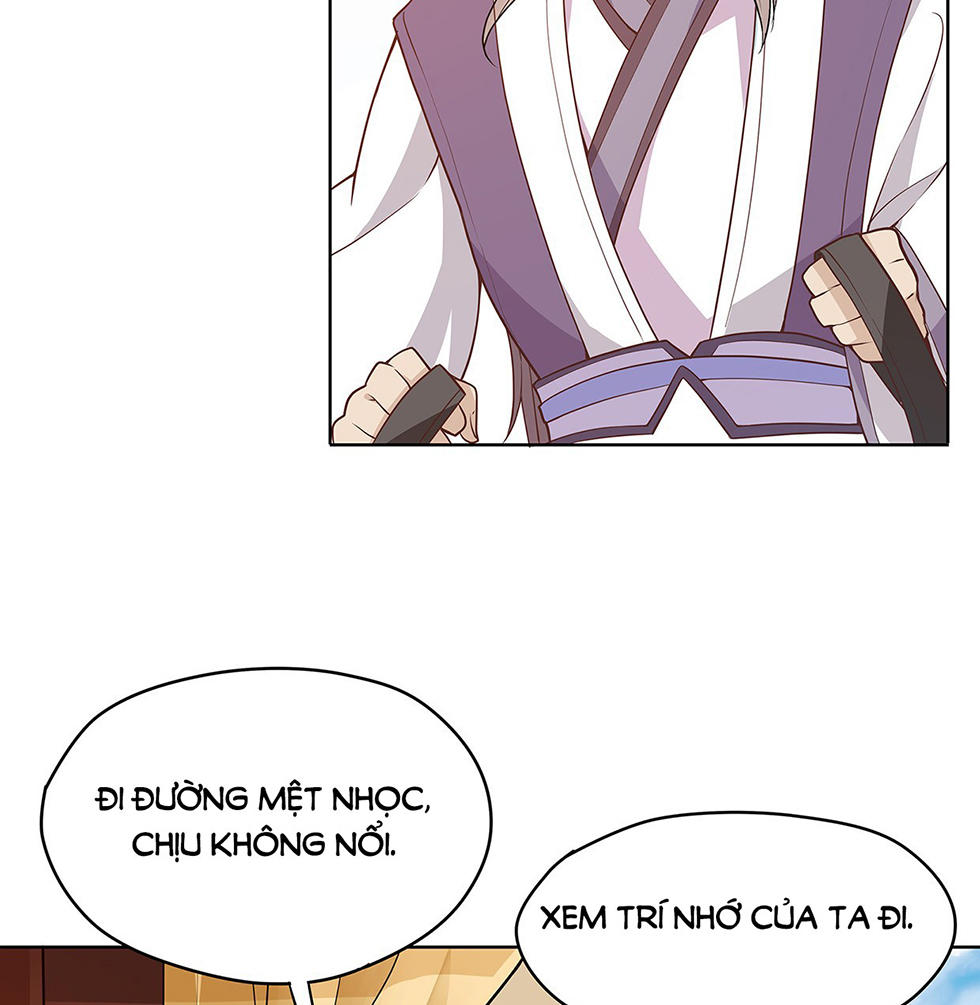 ĐI ĐƯỜNG MỆT NHỌC,
CHỊU KHÔNG NỔI.
XEM TRÍ NHỚ CỦA TA ĐI.